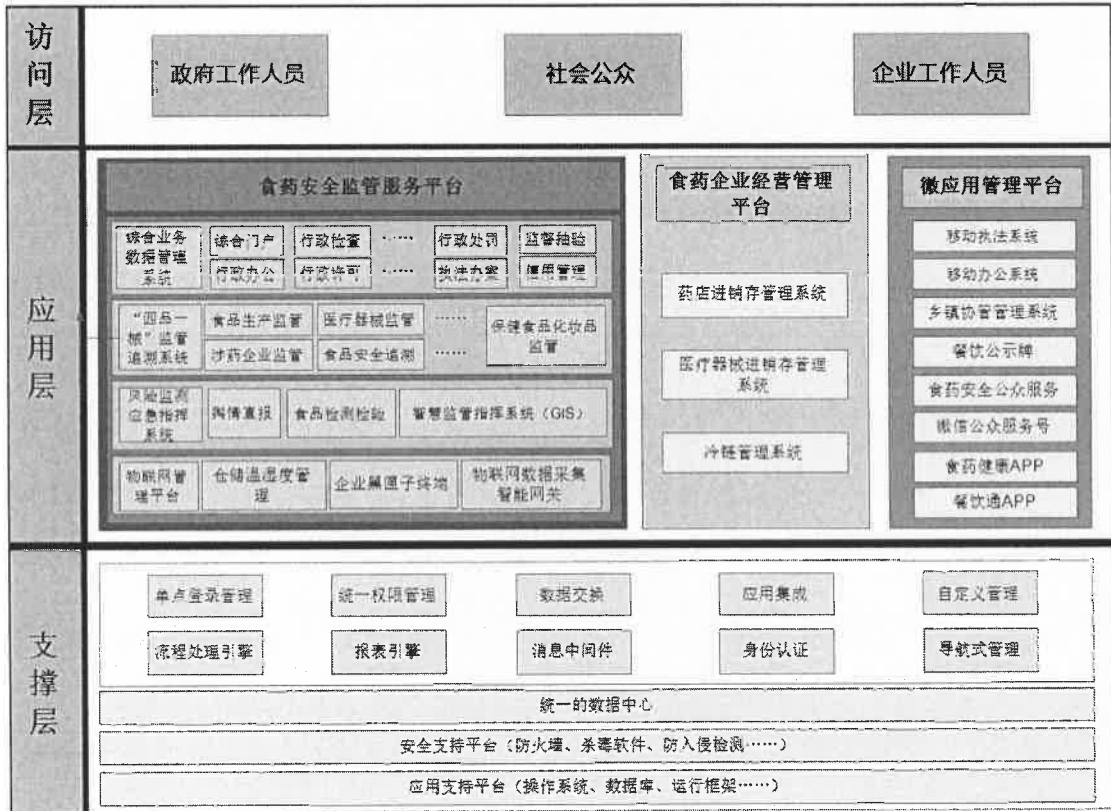 访问层
政府工作人员
社会公众
企业工作人员
应用层
食药安全监管服务平台
综合业务
数据管理
系统
综合门户
行政检查
……
行政处罚
监督抽验
行政办公
行政许可
……
执法办案
信用管理
“四品一
械”监管
追溯系统
食品生产监管
医疗器械监管
……
保健食品化妆品
监管
涉药企业监管
食品安全追溯
……
风险监测
应急指挥
系统
舆情直报
食品检测检验
智慧监管指挥系统（GIS）
物联网管
理平台
仓储温湿度管
理
企业黑匣子终端
物联网数据采集
智能网关
食药企业经营管理
平台
药店进销存管理系统
医疗器械进销存管理
系统
冷链管理系统
微应用管理平台
移动执法系统
移动办公系统
乡镇协管管理系统
餐饮公示牌
食药安全公众服务
微信公众服务号
食药健康APP
餐饮通APP
支撑层
单点登录管理
统一权限管理
数据交换
应用集成
自定义管理
流程处理引擎
报表引擎
消息中间件
身份认证
导航式管理
统一的数据中心
安全支持平台（防火墙、杀毒软件、防入侵检测……）
应用支持平台（操作系统、数据库、运行框架……）